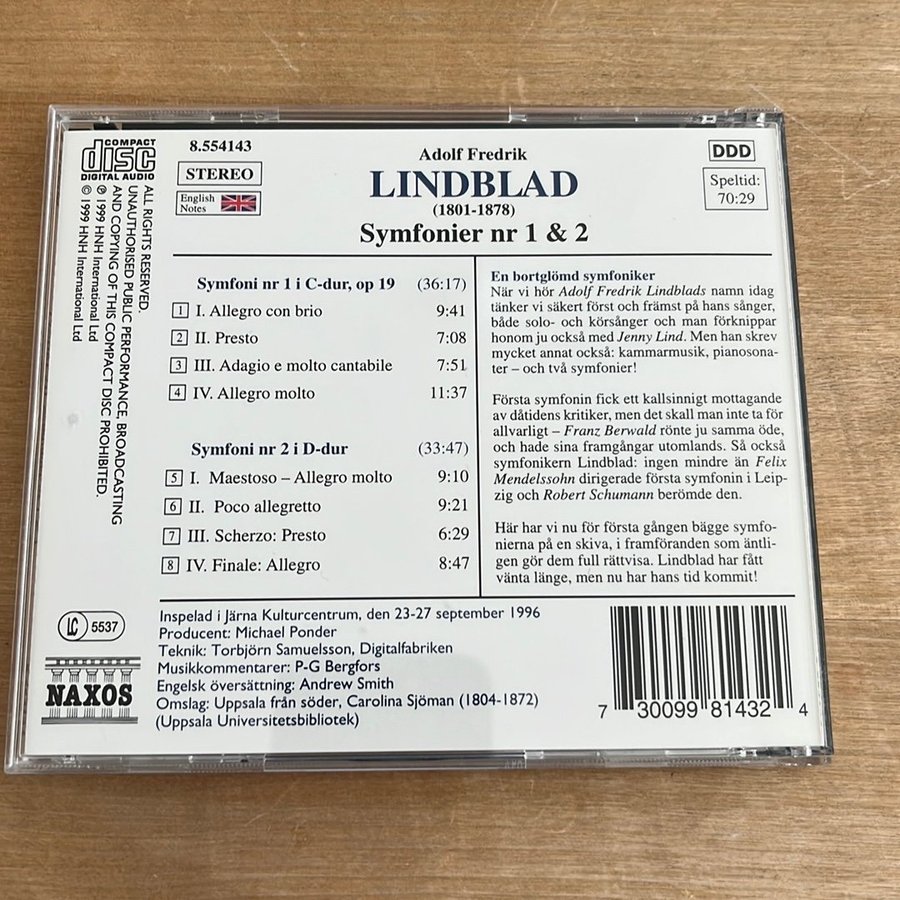 COMPACT
disc
DIGITAL AUDIO
8.554143
STEREO
English
Notes
Adolf Fredrik
LINDBLAD
(1801-1878)
Symfonier nr 1 & 2
DDD
Speltid:
70:29
ALL RIGHTS RESERVED.
UNAUTHORISED PUBLIC PERFORMANCE, BROADCASTING
AND COPYING OF THIS COMPACT DISC PROHIBITED.
℗ 1999 HNH International Ltd
© 1999 HNH International Ltd
Symfoni nr 1 i C-dur, op 19 (36:17)
1 I. Allegro con brio 9:41
2 II. Presto 7:08
3 III. Adagio e molto cantabile 7:51
4 IV. Allegro molto 11:37
Symfoni nr 2 i D-dur (33:47)
5 I. Maestoso – Allegro molto 9:10
6 II. Poco allegretto 9:21
7 III. Scherzo: Presto 6:29
8 IV. Finale: Allegro 8:47
En bortglömd symfoniker
När vi hör Adolf Fredrik Lindblads namn idag
tänker vi säkert först och främst på hans sånger,
både solo- och körsånger och man förknippar
honom ju också med Jenny Lind. Men han skrev
mycket annat också: kammarmusik, pianosona-
ter – och två symfonier!
Första symfonin fick ett kallsinnigt mottagande
av dåtidens kritiker, men det skall man inte ta för
allvarligt – Franz Berwald rönte ju samma öde,
och hade sina framgångar utomlands. Så också
symfonikern Lindblad: ingen mindre än Felix
Mendelssohn dirigerade första symfonin i Leip-
zig och Robert Schumann berömde den.
Här har vi nu för första gången bägge symfo-
nierna på en skiva, i framföranden som äntli-
gen gör dem full rättvisa. Lindblad har fått
vänta länge, men nu har hans tid kommit!
LC 5537
NAXOS
Inspelad i Järna Kulturcentrum, den 23-27 september 1996
Producent: Michael Ponder
Teknik: Torbjörn Samuelsson, Digitalfabriken
Musikkommentarer: P-G Bergfors
Engelsk översättning: Andrew Smith
Omslag: Uppsala från söder, Carolina Sjöman (1804-1872)
(Uppsala Universitetsbibliotek)
7 30099 81432 4